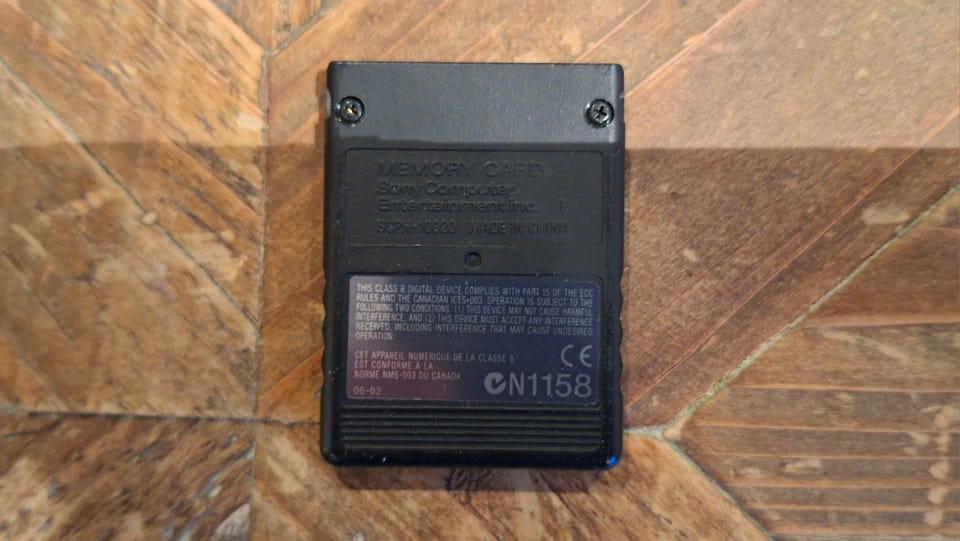 MEMORY CARD
Sony Computer
Entertainment Inc. F
SCPH-10020 MADE IN CHINA
THIS CLASS B DIGITAL DEVICE COMPLIES WITH PART 15 OF THE FCC
RULES AND THE CANADIAN ICES-003. OPERATION IS SUBJECT TO THE
FOLLOWING TWO CONDITIONS: (1) THIS DEVICE MAY NOT CAUSE HARMFUL
INTERFERENCE, AND (2) THIS DEVICE MUST ACCEPT ANY INTERFERENCE
RECEIVED, INCLUDING INTERFERENCE THAT MAY CAUSE UNDESIRED
OPERATION
CET APPAREIL NUMÉRIQUE DE LA CLASSE B
EST CONFORME A LA
NORME NMB-003 DU CANADA
CE
06-03
N1158